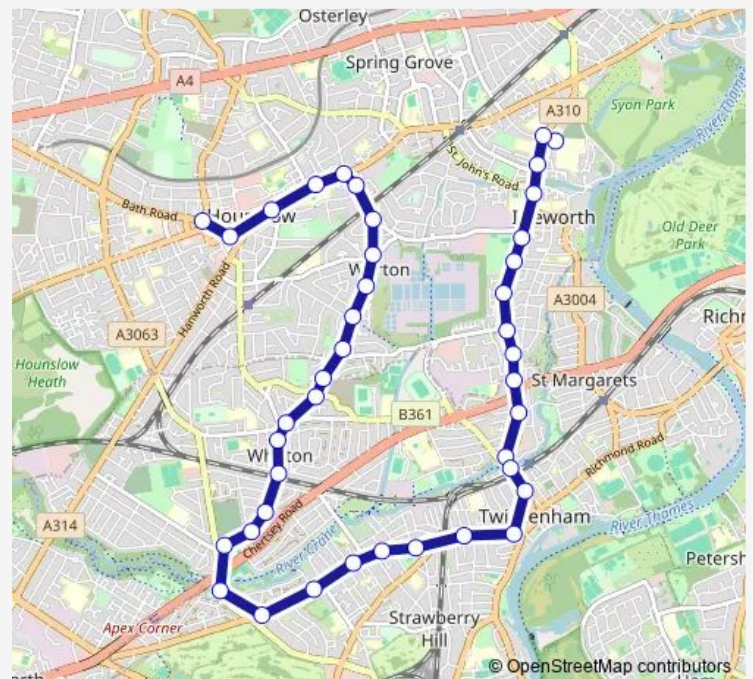 Osterley
Spring Grove
A4
A310
Syon Park
River Thames
St. John's Road
Bath Road
Old Deer
Park
A3004
Hanworth Road
A3063
Hounslow
Heath
St Margarets
B361
Richmond Road
A314
Chertsey Road
River Crane
River Thames
Apex Corner
Strawberry
Hill
© OpenStreetMap contributors